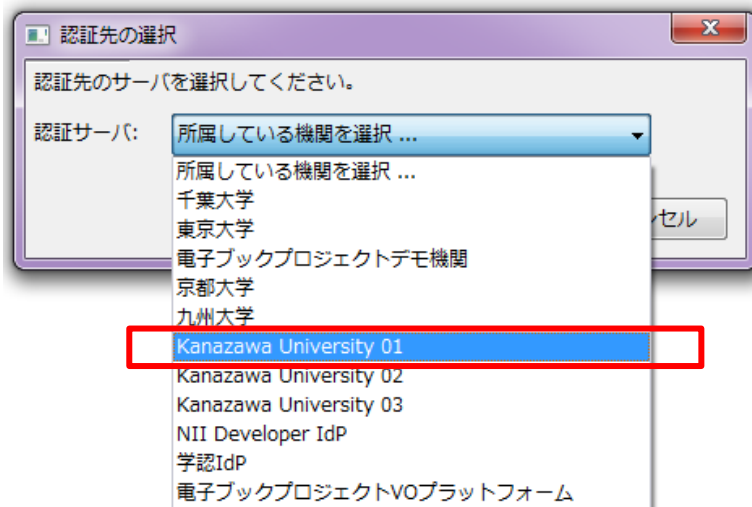 認証先の選択
認証先のサーバを選択してください。
認証サーバ: 所属している機関を選択 ...
所属している機関を選択 ...
千葉大学
東京大学
セル
電子ブックプロジェクトデモ機関
京都大学
九州大学
Kanazawa University 01
Kanazawa University 02
Kanazawa University 03
NII Developer IdP
学認IdP
電子ブックプロジェクトVOプラットフォーム